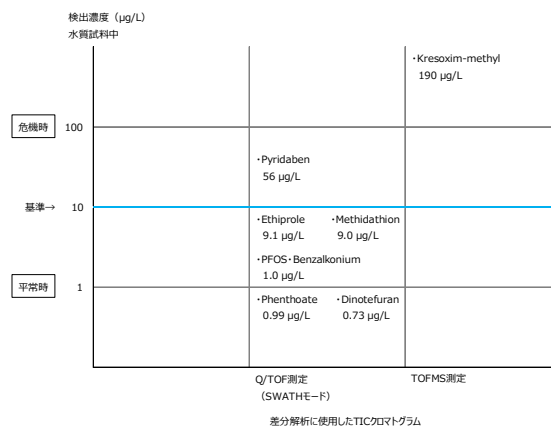 検出濃度（μg/L）
水質試料中
・Kresoxim-methyl
190 μg/L
危機時
100
・Pyridaben
56 μg/L
基準→
10
・Ethiprole
9.1 μg/L
・Methidathion
9.0 μg/L
・PFOS・Benzalkonium
1.0 μg/L
平常時
1
・Phenthoate
0.99 μg/L
・Dinotefuran
0.73 μg/L
Q/TOF測定
（SWATHモード）
TOFMS測定
差分解析に使用したTICクロマトグラム